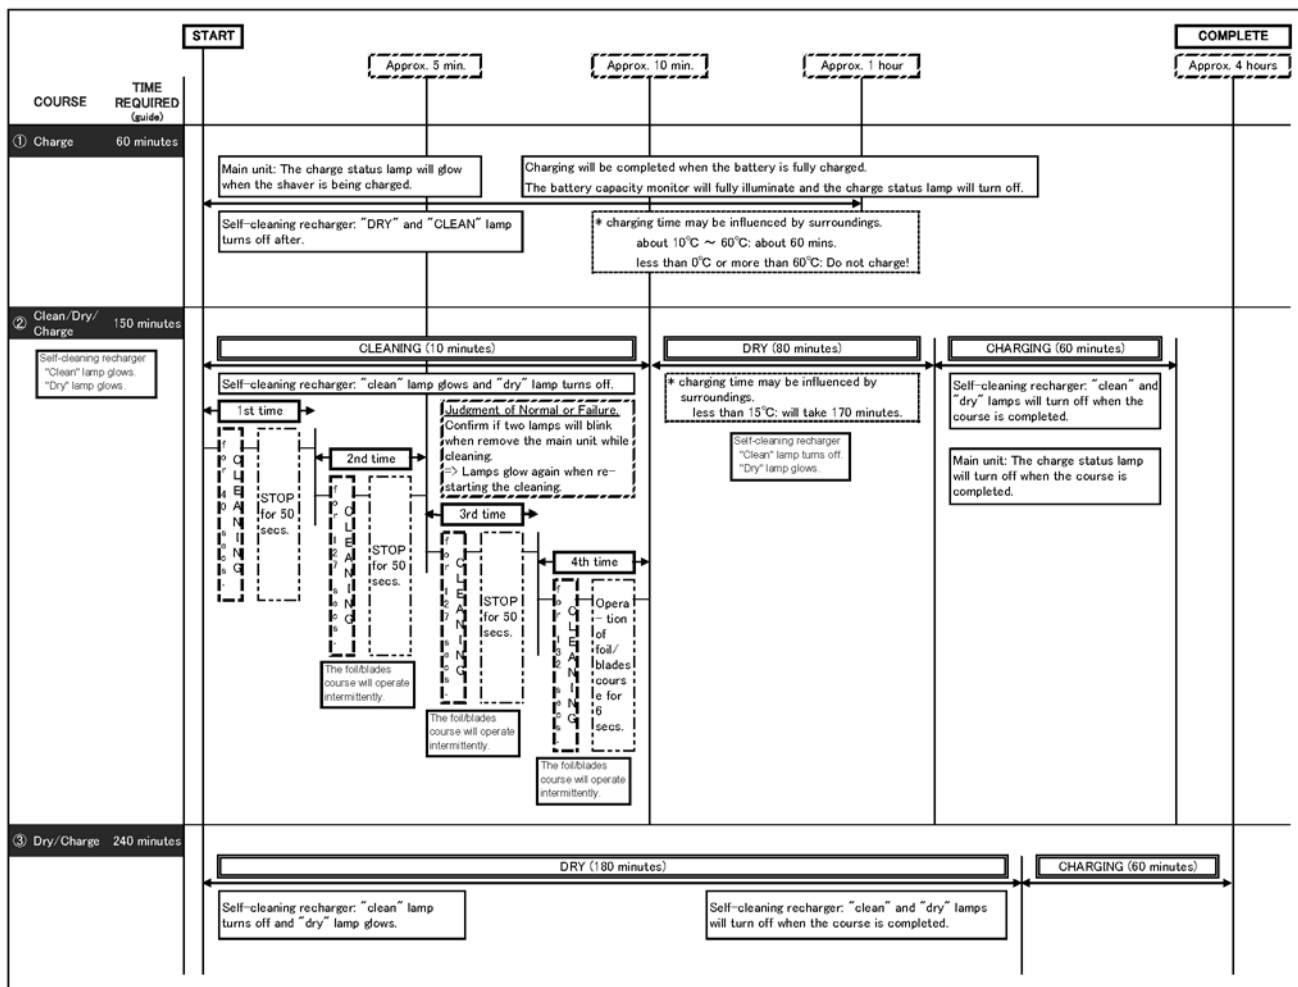 START
COMPLETE
Approx. 5 min.
Approx. 10 min.
Approx. 1 hour
Approx. 4 hours
COURSE
TIME
REQUIRED
(guide)
① Charge 60 minutes
Main unit: The charge status lamp will glow
when the shaver is being charged.
Charging will be completed when the battery is fully charged.
The battery capacity monitor will fully illuminate and the charge status lamp will turn off.
Self-cleaning recharger: "DRY" and "CLEAN" lamp
turns off after.
* charging time may be influenced by surroundings.
about 10℃ ～ 60℃: about 60 mins.
less than 0℃ or more than 60℃: Do not charge!
② Clean/Dry/
Charge
150 minutes
Self-cleaning recharger
"Clean" lamp glows.
"Dry" lamp glows.
CLEANING (10 minutes)
DRY (80 minutes)
CHARGING (60 minutes)
Self-cleaning recharger: "clean" lamp glows and "dry" lamp turns off.
* charging time may be influenced by
surroundings.
less than 15℃: will take 170 minutes.
Self-cleaning recharger: "clean" and
"dry" lamps will turn off when the
course is completed.
Self-cleaning recharger
"Clean" lamp turns off.
"Dry" lamp glows.
Main unit: The charge status lamp
will turn off when the course is
completed.
Judgment of Normal or Failure.
Confirm if two lamps will blink
when remove the main unit while
cleaning.
=> Lamps glow again when re-
starting the cleaning.
1st time
CLEANING
for 40 secs.
STOP
for 50
secs.
2nd time
CLEANING
for 127 secs.
STOP
for 50
secs.
The foil/blades
course will operate
intermittently.
3rd time
CLEANING
for 127 secs.
STOP
for 50
secs.
The foil/blades
course will operate
intermittently.
4th time
CLEANING
for 132 secs.
Opera
- tion
of
foil/
blades
cours
e for
6
secs.
The foil/blades
course will operate
intermittently.
③ Dry/Charge 240 minutes
DRY (180 minutes)
CHARGING (60 minutes)
Self-cleaning recharger: "clean" lamp
turns off and "dry" lamp glows.
Self-cleaning recharger: "clean" and "dry" lamps
will turn off when the course is completed.